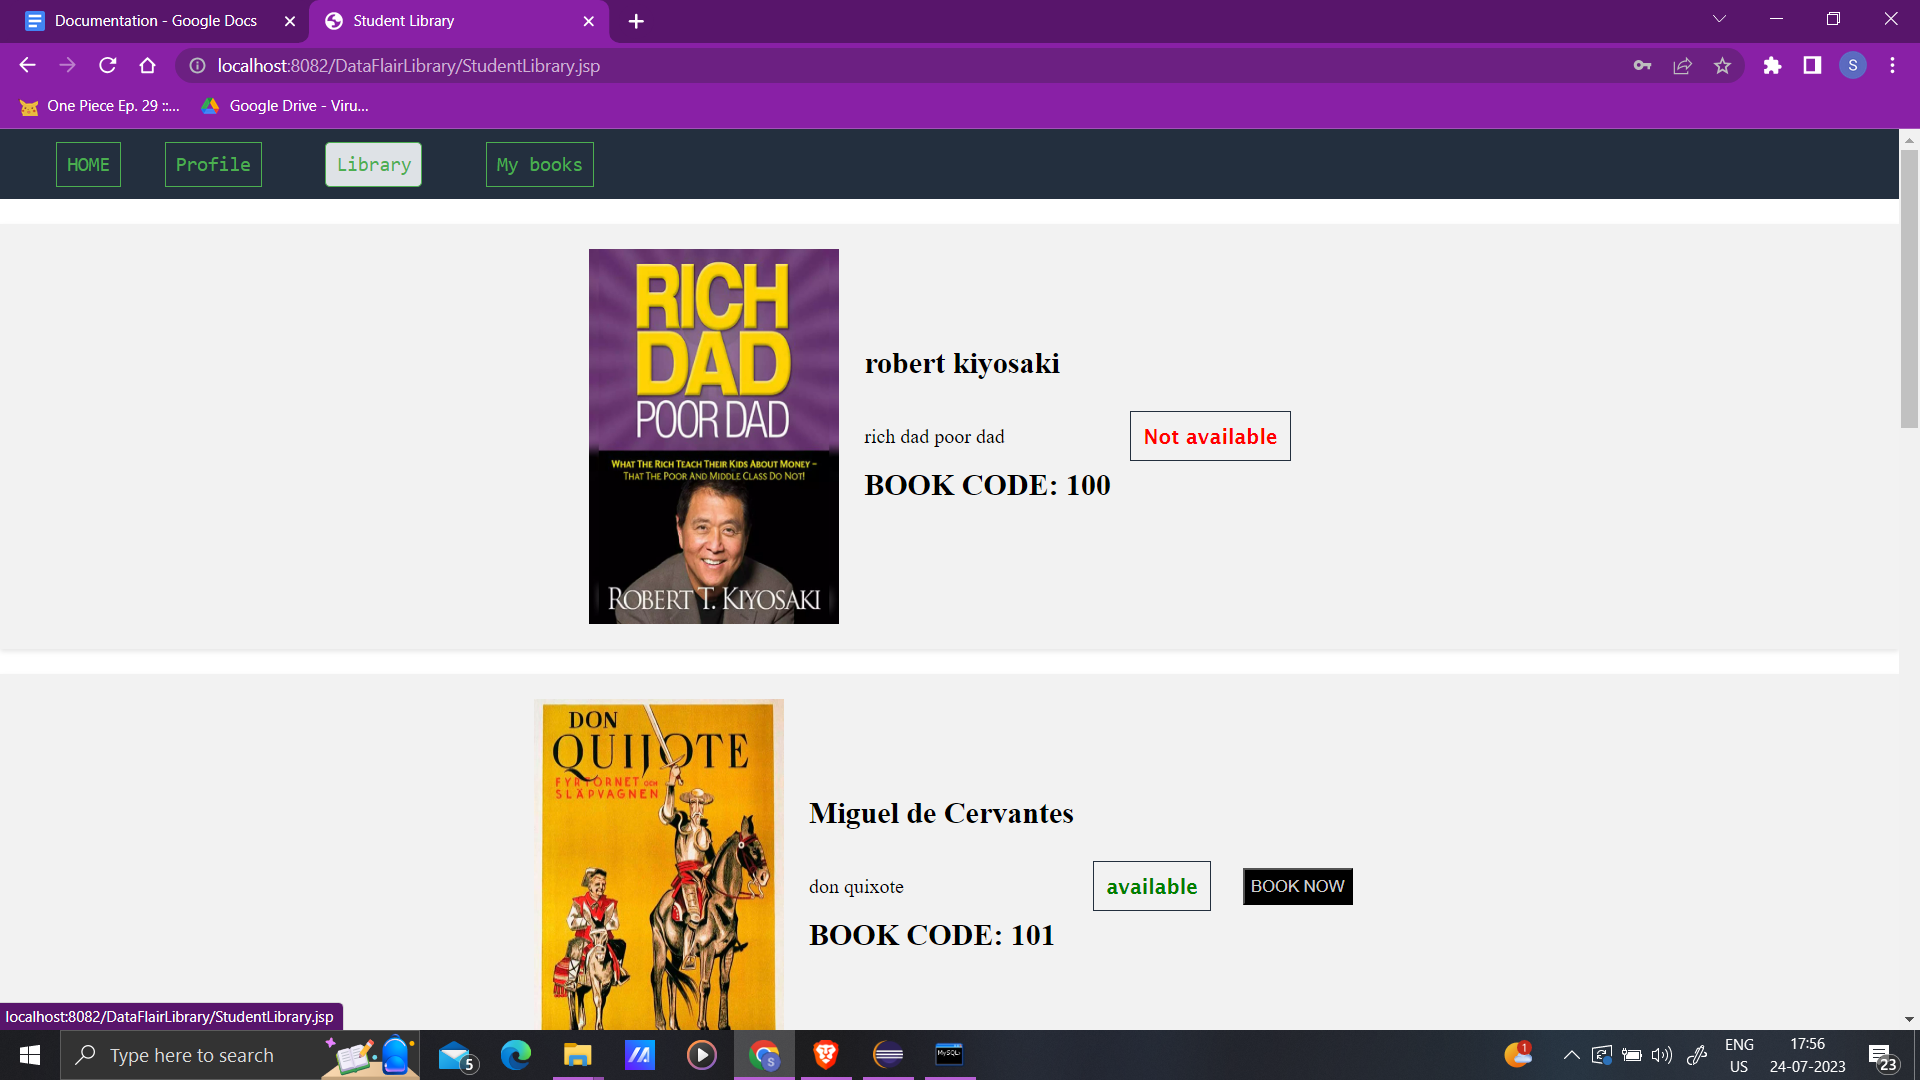 Documentation - Google Docs
Student Library
localhost:8082/DataFlairLibrary/StudentLibrary.jsp
S
One Piece Ep. 29 ::...
Google Drive - Viru...
HOME
Profile
Library
My books
RICH
DAD
POOR DAD
WHAT THE RICH TEACH THEIR KIDS ABOUT MONEY –
THAT THE POOR AND MIDDLE CLASS DO NOT!
ROBERT T. KIYOSAKI
robert kiyosaki
rich dad poor dad
Not available
BOOK CODE: 100
DON
QUIJOTE
FYRTORNET OCH
SLÄPVAGNEN
Miguel de Cervantes
don quixote
available
BOOK NOW
BOOK CODE: 101
localhost:8082/DataFlairLibrary/StudentLibrary.jsp
Type here to search
5
S
1
ENG
US
17:56
24-07-2023
23